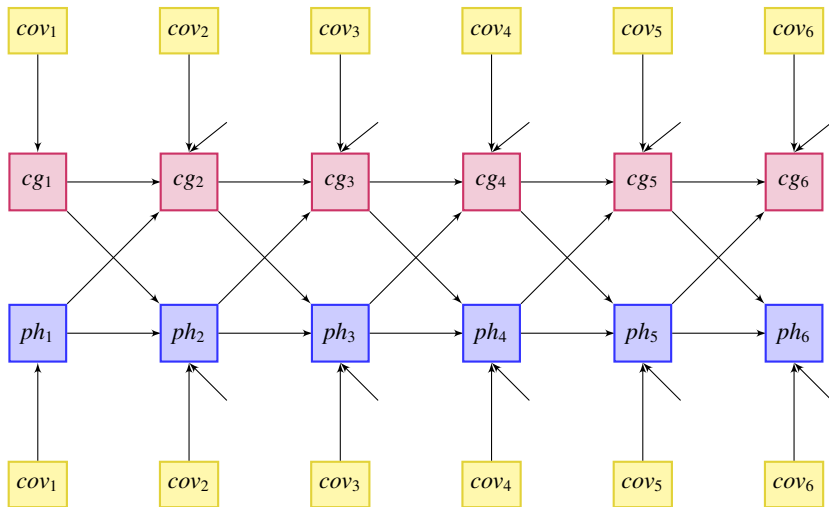 cov₁ cov₂ cov₃ cov₄ cov₅ cov₆
cg₁ cg₂ cg₃ cg₄ cg₅ cg₆
ph₁ ph₂ ph₃ ph₄ ph₅ ph₆
cov₁ cov₂ cov₃ cov₄ cov₅ cov₆